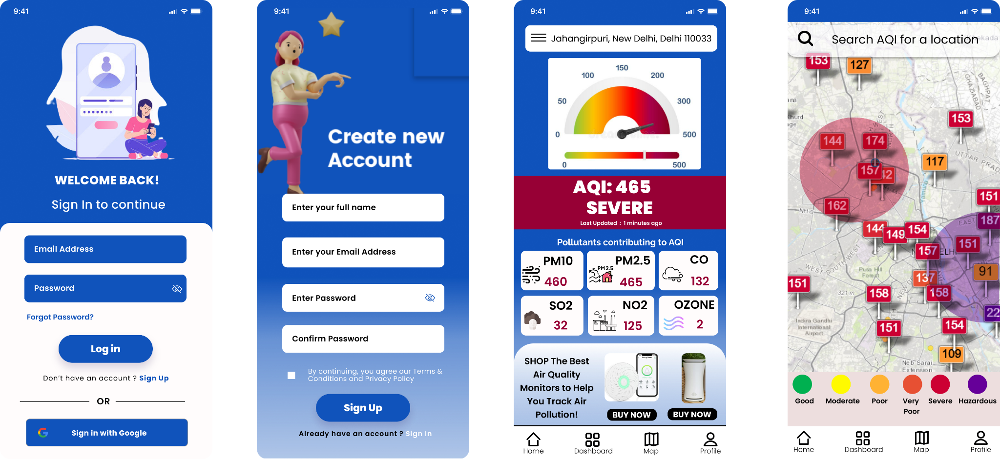 9:41
WELCOME BACK!
Sign In to continue
Email Address
Password
Forgot Password?
Log in
Don't have an account ? Sign Up
OR
Sign in with Google
9:41
Create new
Account
Enter your full name
Enter your Email Address
Enter Password
Confirm Password
By continuing, you agree our Terms &
Conditions and Privacy Policy
Sign Up
Already have an account ? Sign In
9:41
Jahangirpuri, New Delhi, Delhi 110033
150
100 200
50 300
0 500
0 500
AQI: 465
SEVERE
Last Updated : 1 minutes ago
Pollutants contributing to AQI
PM10
460
PM2.5
PM2.5
465
CO
132
SO2
32
NO2
125
OZONE
2
SHOP The Best
Air Quality
Monitors to Help
You Track Air
Pollution!
BUY NOW
BUY NOW
Home
Dashboard
Map
Profile
9:41
Search AQI for a location
153
127
BAGHPAT
GHAZIABAD
153
144
174
NORTH
117
UTTAR PRAD
157
42
151
162
NH-9
Yamuna
EAST
187
144
149
154
151
157
WEST
SOUTH WEST
Pusa Hill
Forest
91
137
151
321 m
158
158
Indira Gandhi
International
Airport
22
151
154
109
Neb Sarai
Extension
Good
Moderate
Poor
Very
Poor
Severe
Hazardous
Home
Dashboard
Map
Profile